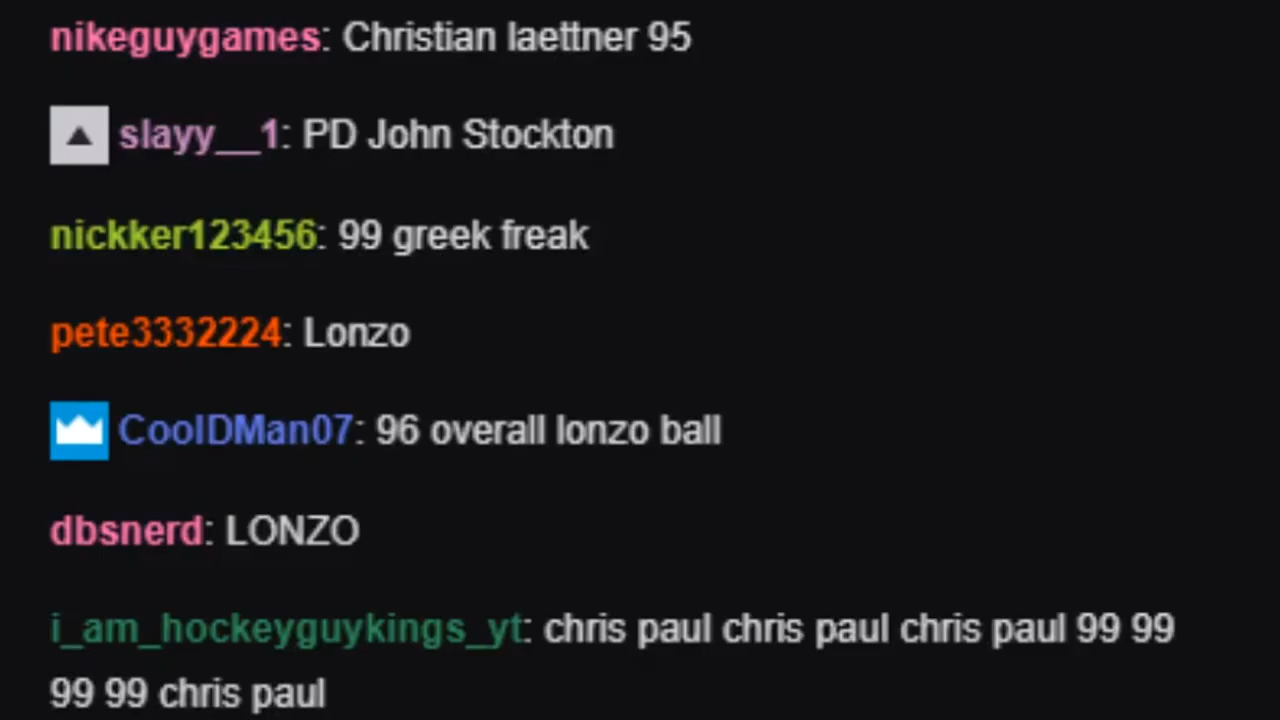 nikeguygames: Christian laettner 95
slayy__1: PD John Stockton
nickker123456: 99 greek freak
pete3332224: Lonzo
CoolDMan07: 96 overall lonzo ball
dbsnerd: LONZO
i_am_hockeyguykings_yt: chris paul chris paul chris paul 99 99
99 99 chris paul